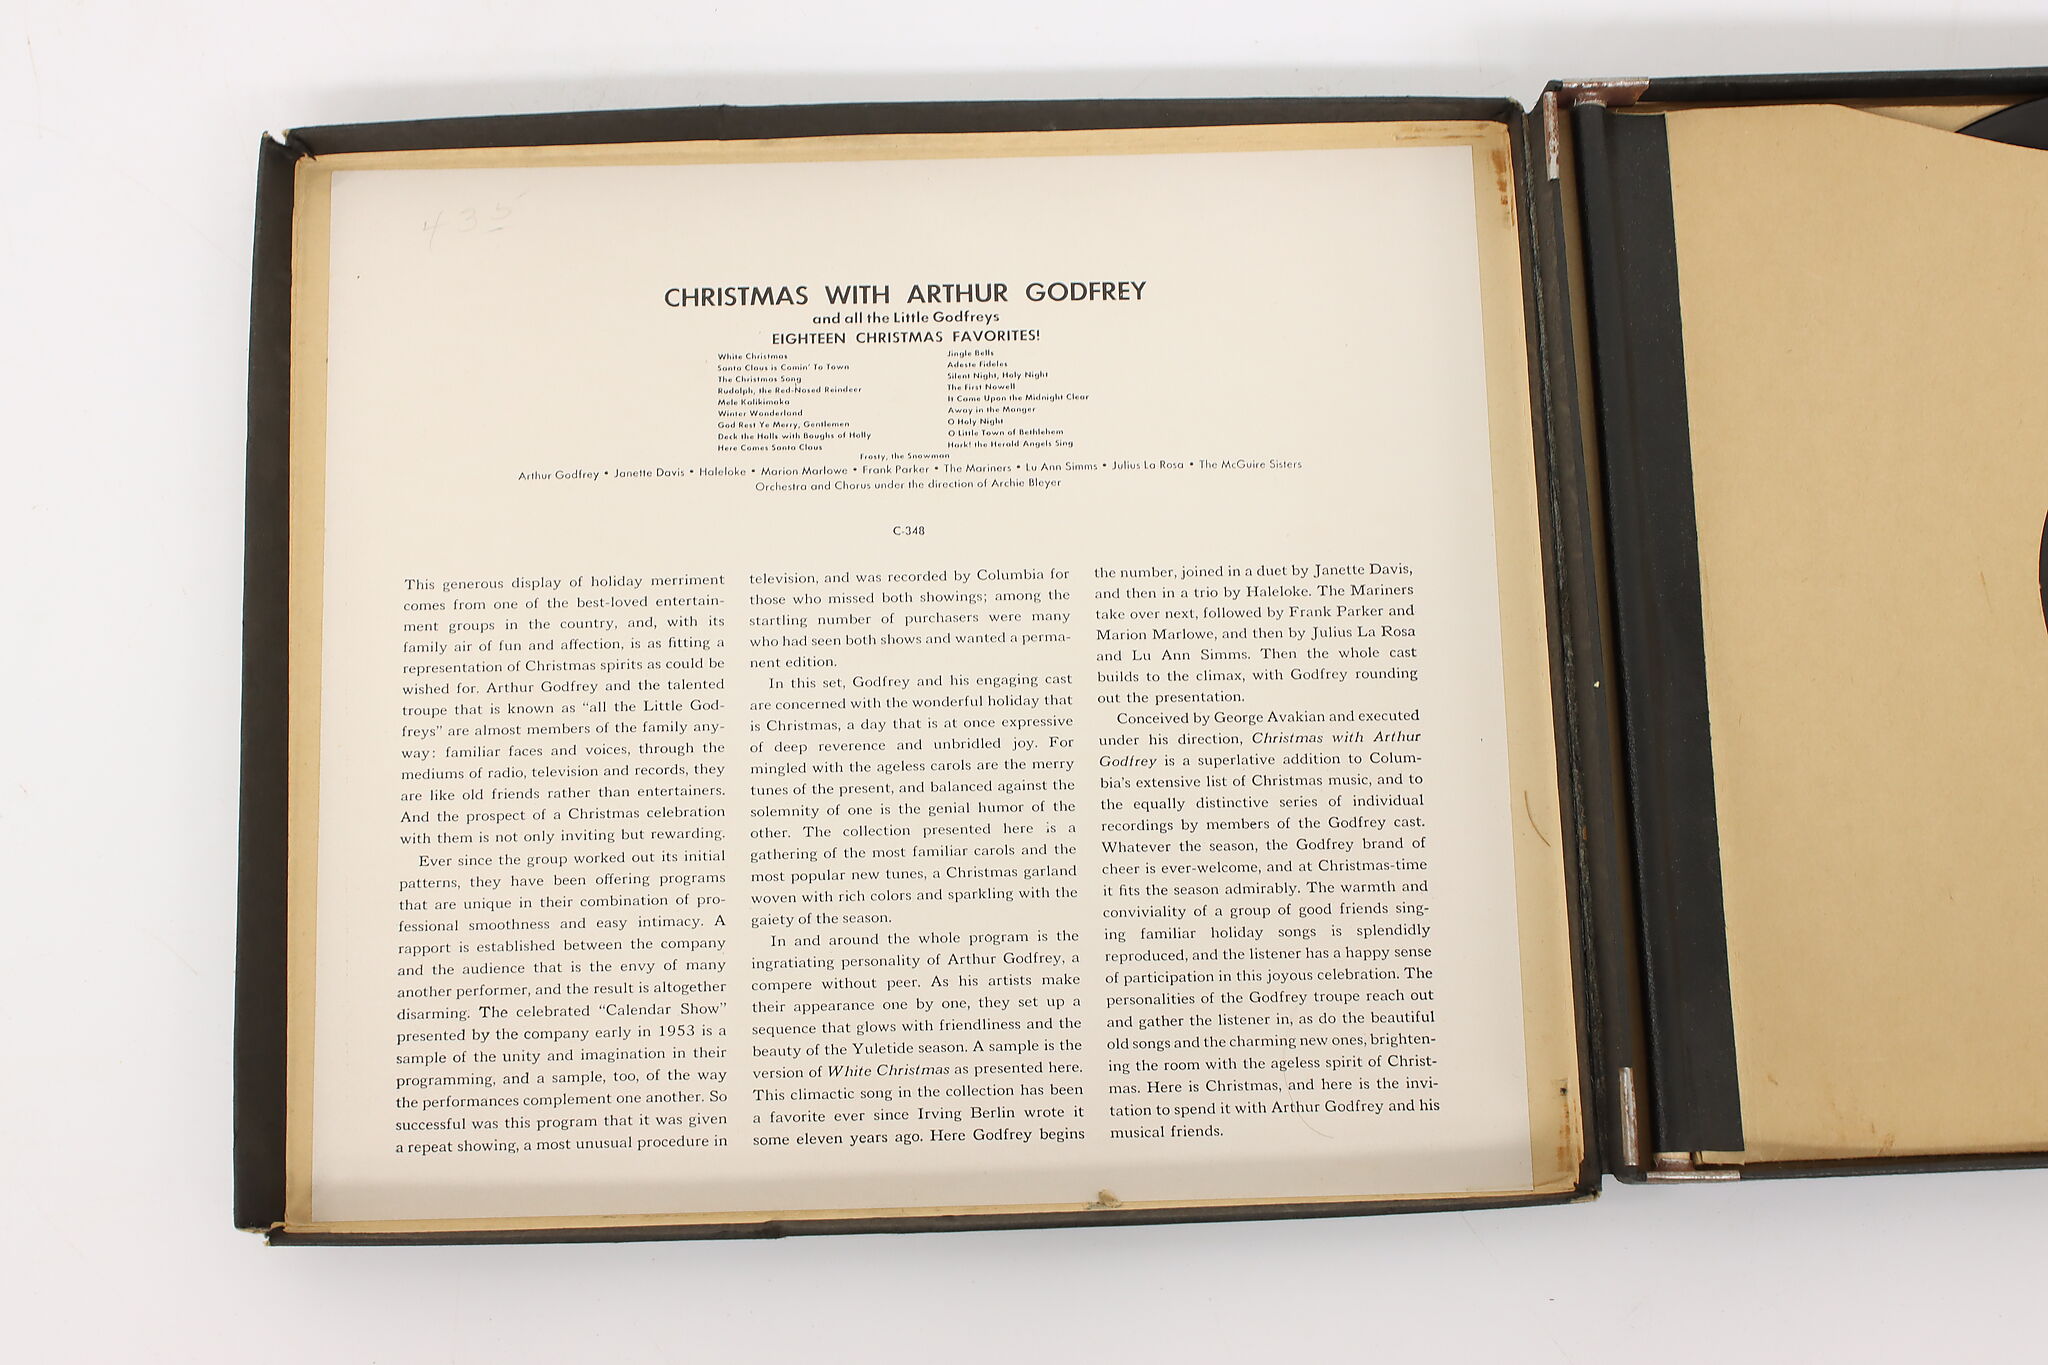 435
CHRISTMAS WITH ARTHUR GODFREY
and all the Little Godfreys
EIGHTEEN CHRISTMAS FAVORITES!
White Christmas
Santa Claus is Comin' To Town
The Christmas Song
Rudolph, the Red-Nosed Reindeer
Mele Kalikimaka
Winter Wonderland
God Rest Ye Merry, Gentlemen
Deck the Halls with Boughs of Holly
Here Comes Santa Claus
Jingle Bells
Adeste Fideles
Silent Night, Holy Night
The First Nowell
It Came Upon the Midnight Clear
Away in the Manger
O Holy Night
O Little Town of Bethlehem
Hark! the Herald Angels Sing
Frosty, the Snowman
Arthur Godfrey • Janette Davis • Haleloke • Marion Marlowe • Frank Parker • The Mariners • Lu Ann Simms • Julius La Rosa • The McGuire Sisters
Orchestra and Chorus under the direction of Archie Bleyer
C-348
This generous display of holiday merriment
comes from one of the best-loved entertain-
ment groups in the country, and, with its
family air of fun and affection, is as fitting a
representation of Christmas spirits as could be
wished for. Arthur Godfrey and the talented
troupe that is known as "all the Little God-
freys" are almost members of the family any-
way: familiar faces and voices, through the
mediums of radio, television and records, they
are like old friends rather than entertainers.
And the prospect of a Christmas celebration
with them is not only inviting but rewarding.
Ever since the group worked out its initial
patterns, they have been offering programs
that are unique in their combination of pro-
fessional smoothness and easy intimacy. A
rapport is established between the company
and the audience that is the envy of many
another performer, and the result is altogether
disarming. The celebrated "Calendar Show"
presented by the company early in 1953 is a
sample of the unity and imagination in their
programming, and a sample, too, of the way
the performances complement one another. So
successful was this program that it was given
a repeat showing, a most unusual procedure in
television, and was recorded by Columbia for
those who missed both showings; among the
startling number of purchasers were many
who had seen both shows and wanted a perma-
nent edition.
In this set, Godfrey and his engaging cast
are concerned with the wonderful holiday that
is Christmas, a day that is at once expressive
of deep reverence and unbridled joy. For
mingled with the ageless carols are the merry
tunes of the present, and balanced against the
solemnity of one is the genial humor of the
other. The collection presented here is a
gathering of the most familiar carols and the
most popular new tunes, a Christmas garland
woven with rich colors and sparkling with the
gaiety of the season.
In and around the whole program is the
ingratiating personality of Arthur Godfrey, a
compere without peer. As his artists make
their appearance one by one, they set up a
sequence that glows with friendliness and the
beauty of the Yuletide season. A sample is the
version of White Christmas as presented here.
This climactic song in the collection has been
a favorite ever since Irving Berlin wrote it
some eleven years ago. Here Godfrey begins
the number, joined in a duet by Janette Davis,
and then in a trio by Haleloke. The Mariners
take over next, followed by Frank Parker and
Marion Marlowe, and then by Julius La Rosa
and Lu Ann Simms. Then the whole cast
builds to the climax, with Godfrey rounding
out the presentation.
Conceived by George Avakian and executed
under his direction, Christmas with Arthur
Godfrey is a superlative addition to Colum-
bia's extensive list of Christmas music, and to
the equally distinctive series of individual
recordings by members of the Godfrey cast.
Whatever the season, the Godfrey brand of
cheer is ever-welcome, and at Christmas-time
it fits the season admirably. The warmth and
conviviality of a group of good friends sing-
ing familiar holiday songs is splendidly
reproduced, and the listener has a happy sense
of participation in this joyous celebration. The
personalities of the Godfrey troupe reach out
and gather the listener in, as do the beautiful
old songs and the charming new ones, brighten-
ing the room with the ageless spirit of Christ-
mas. Here is Christmas, and here is the invi-
tation to spend it with Arthur Godfrey and his
musical friends.